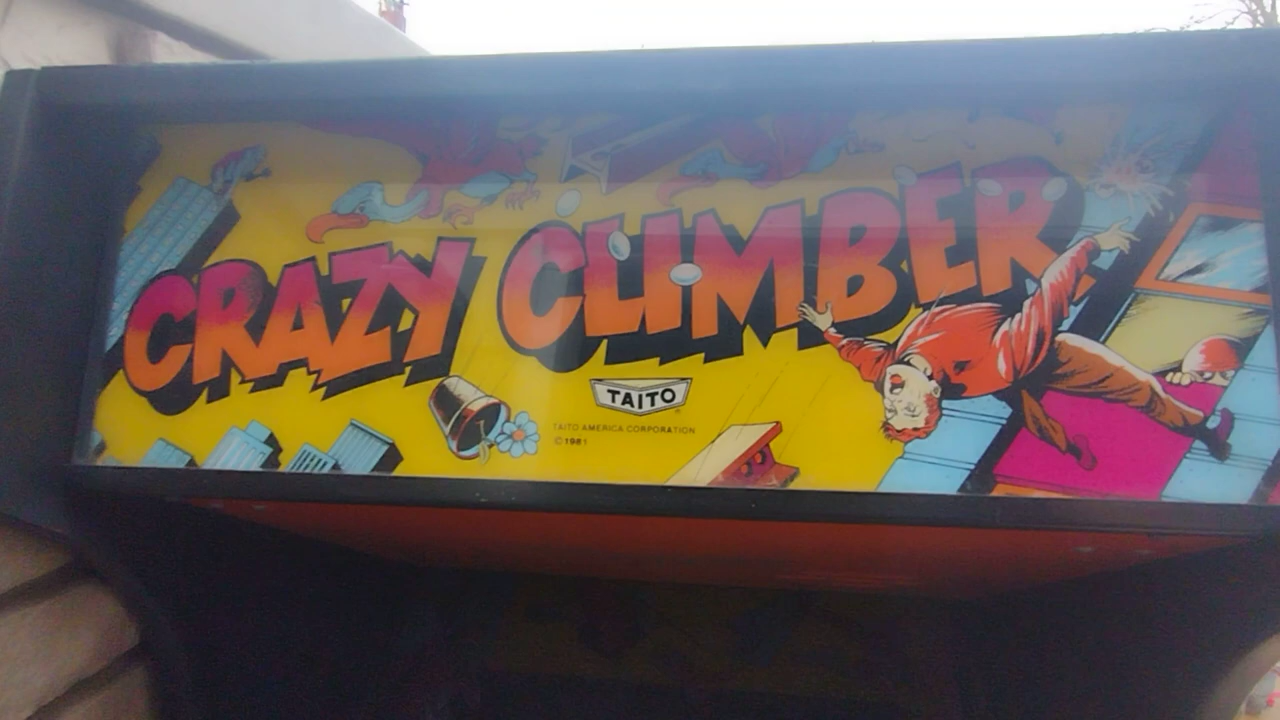 CRAZY CLIMBER
TAITO
TAITO AMERICA CORPORATION
©1981